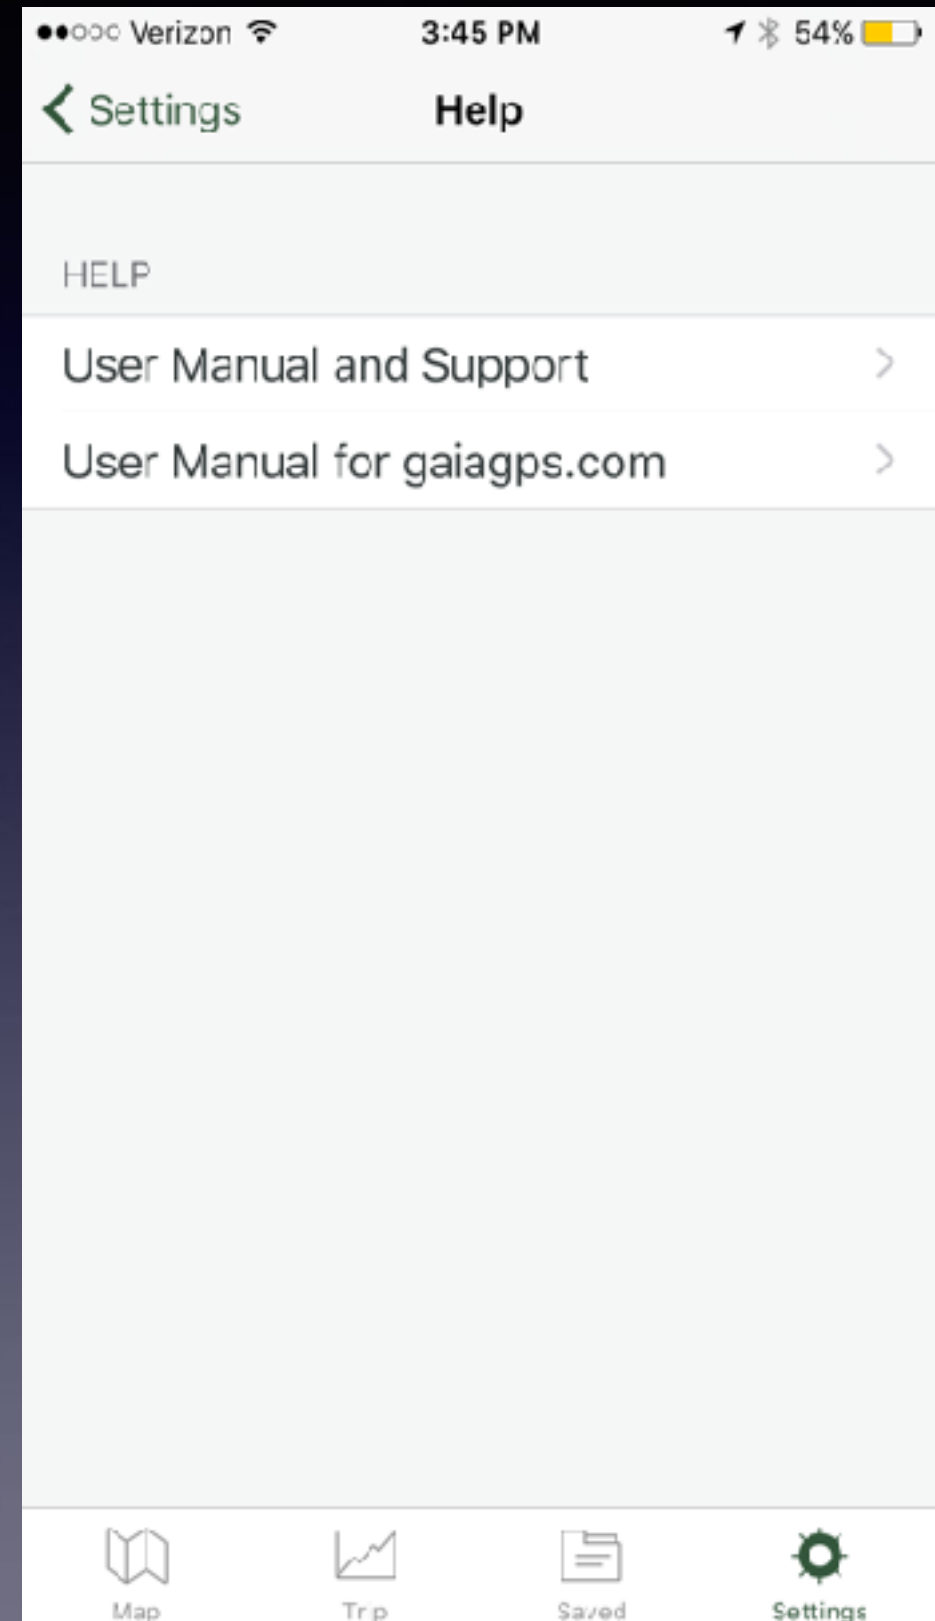 Verizon 3:45 PM 54%
Settings Help
HELP
User Manual and Support
User Manual for gaiagps.com
Map Trip Saved Settings